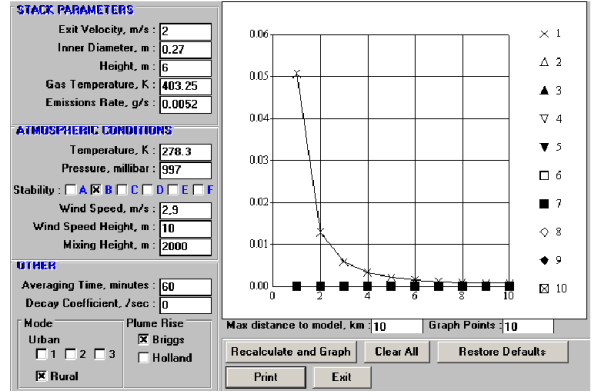 STACK PARAMETERS
Exit Velocity, m/s : 2
Inner Diameter, m : 0.27
Height, m : 6
Gas Temperature, K : 403.25
Emissions Rate, g/s : 0.0052
ATMOSPHERIC CONDITIONS
Temperature, K : 278.3
Pressure, millibar : 997
Stability : A B C D E F
Wind Speed, m/s : 2,9
Wind Speed Height, m : 10
Mixing Height, m : 2000
OTHER
Averaging Time, minutes : 60
Decay Coefficient, /sec : 0
Mode
Urban
1 2 3
Rural
Plume Rise
Briggs
Holland
0.06
0.05
0.04
0.03
0.02
0.01
0.00
0 2 4 6 8 10
1
2
3
4
5
6
7
8
9
10
Max distance to model, km : 10 Graph Points : 10
Recalculate and Graph Clear All Restore Defaults
Print Exit